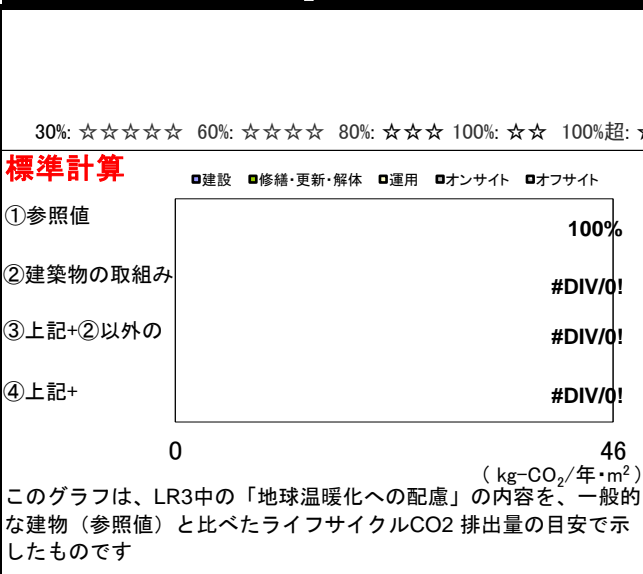 30%: ☆☆☆☆☆ 60%: ☆☆☆☆ 80%: ☆☆☆ 100%: ☆☆ 100%超: ☆
標準計算
■建設 ■修繕・更新・解体 □運用 □オンサイト □オフサイト
①参照値 100%
②建築物の取組み #DIV/0!
③上記+②以外の #DIV/0!
④上記+ #DIV/0!
0 46
( kg-CO₂/年・m² )
このグラフは、LR3中の「地球温暖化への配慮」の内容を、一般的
な建物（参照値）と比べたライフサイクルCO2 排出量の目安で示
したものです